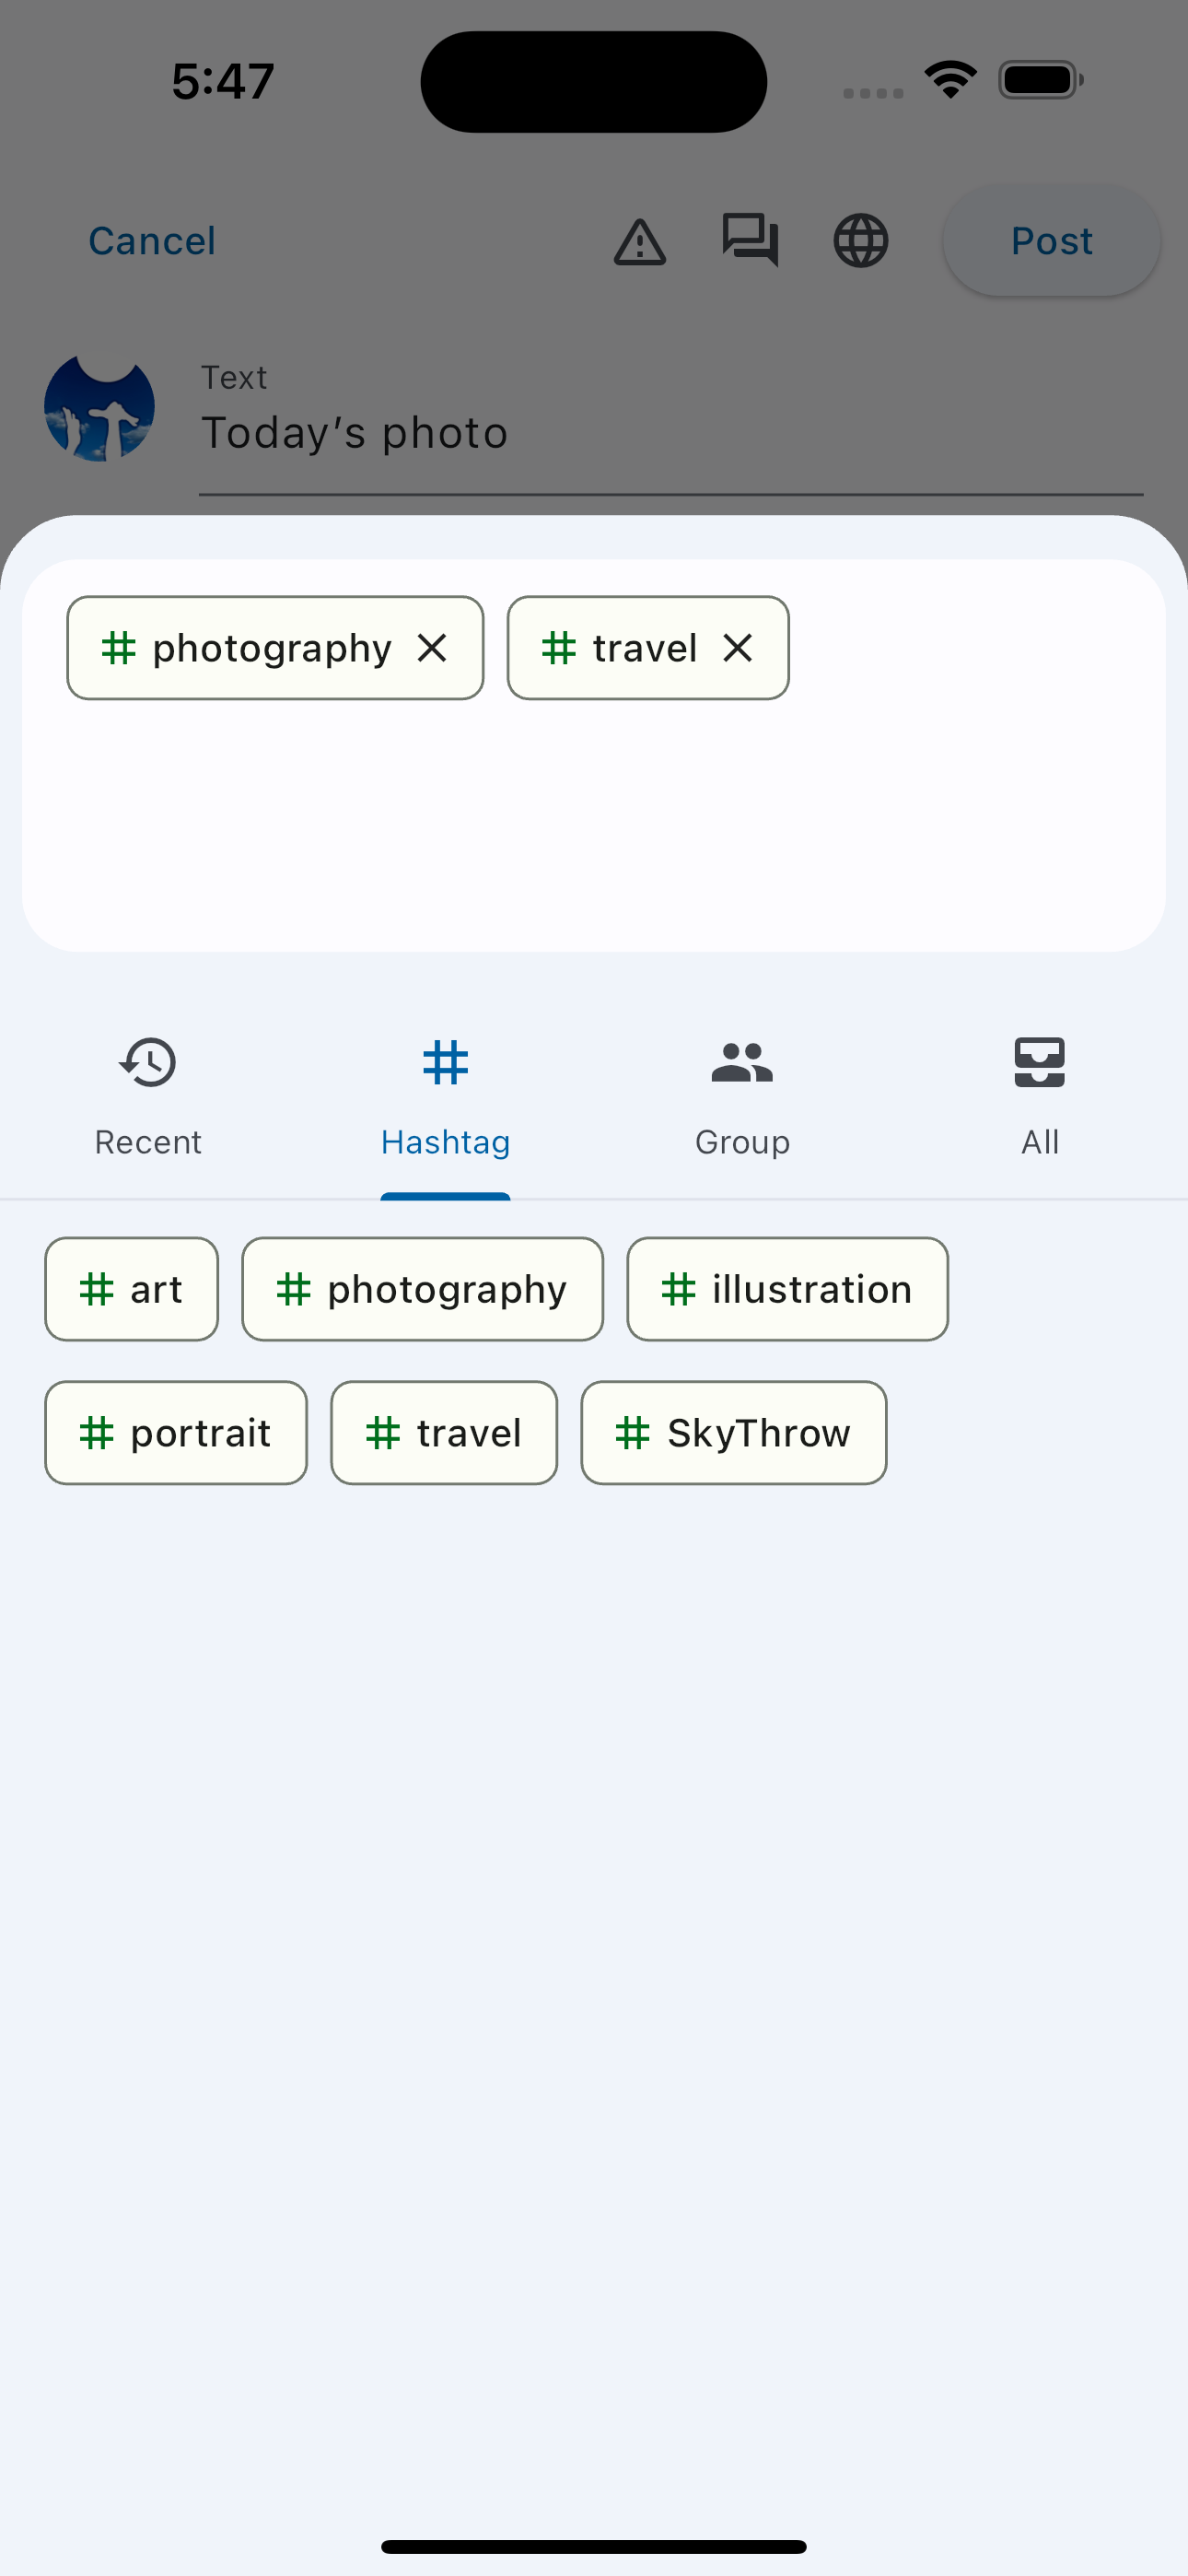 5:47
Cancel Post
Text
Today’s photo
# photography × # travel ×
Recent Hashtag Group All
# art # photography # illustration
# portrait # travel # SkyThrow